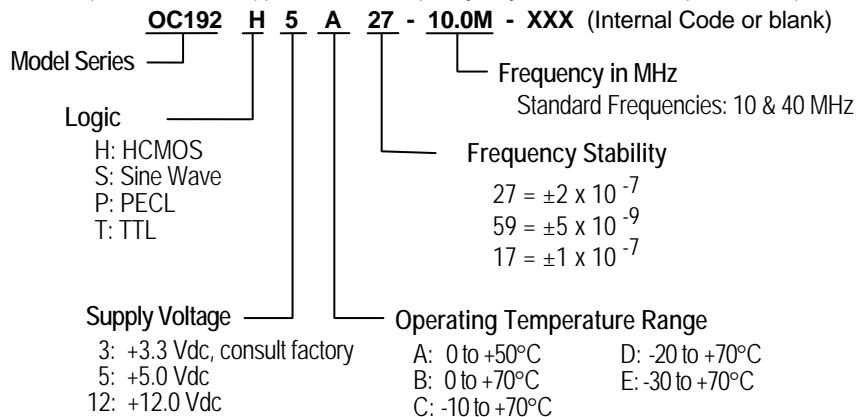 OC192 H 5 A 27 - 10.0M - XXX (Internal Code or blank)
Model Series
Frequency in MHz
Standard Frequencies: 10 & 40 MHz
Logic
H: HCMOS
S: Sine Wave
P: PECL
T: TTL
Frequency Stability
27 = ±2 x 10 -7
59 = ±5 x 10 -9
17 = ±1 x 10 -7
Supply Voltage
3: +3.3 Vdc, consult factory
5: +5.0 Vdc
12: +12.0 Vdc
Operating Temperature Range
A: 0 to +50°C
B: 0 to +70°C
C: -10 to +70°C
D: -20 to +70°C
E: -30 to +70°C